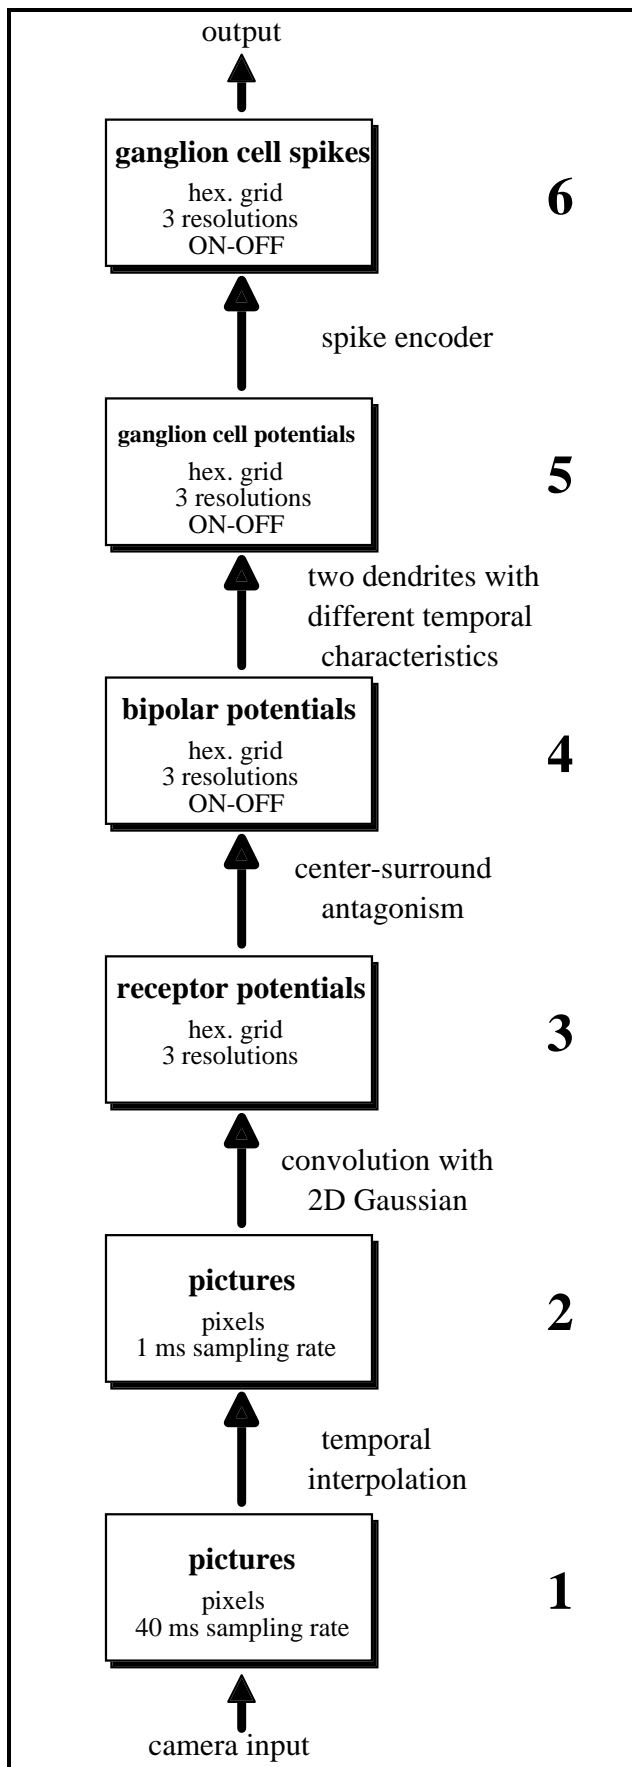 output
ganglion cell spikes
hex. grid
3 resolutions
ON-OFF
6
spike encoder
ganglion cell potentials
hex. grid
3 resolutions
ON-OFF
5
two dendrites with
different temporal
characteristics
bipolar potentials
hex. grid
3 resolutions
ON-OFF
4
center-surround
antagonism
receptor potentials
hex. grid
3 resolutions
3
convolution with
2D Gaussian
pictures
pixels
1 ms sampling rate
2
temporal
interpolation
pictures
pixels
40 ms sampling rate
1
camera input